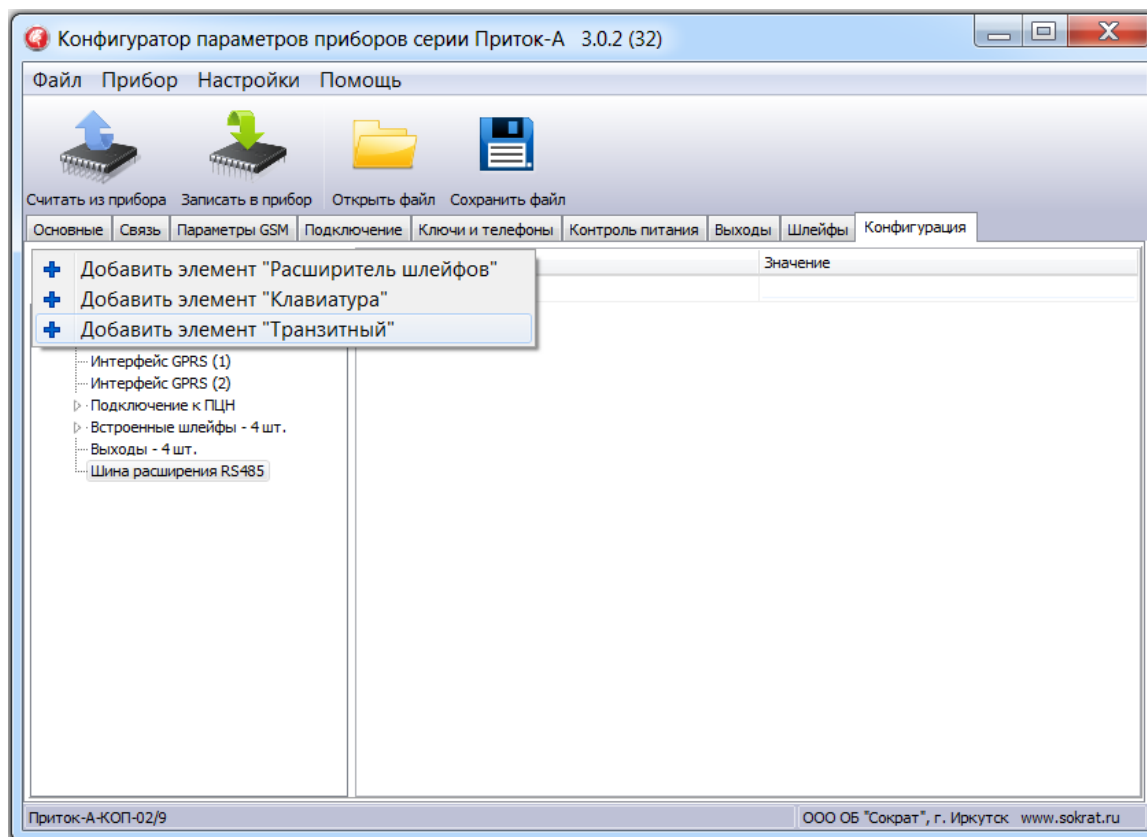 Конфигуратор параметров приборов серии Приток-А 3.0.2 (32)
Файл Прибор Настройки Помощь
Считать из прибора Записать в прибор Открыть файл Сохранить файл
Основные Связь Параметры GSM Подключение Ключи и телефоны Контроль питания Выходы Шлейфы Конфигурация
Значение
Добавить элемент "Расширитель шлейфов"
Добавить элемент "Клавиатура"
Добавить элемент "Транзитный"
Интерфейс GPRS (1)
Интерфейс GPRS (2)
Подключение к ПЦН
Встроенные шлейфы - 4 шт.
Выходы - 4 шт.
Шина расширения RS485
Приток-А-КОП-02/9 ООО ОБ "Сократ", г. Иркутск www.sokrat.ru